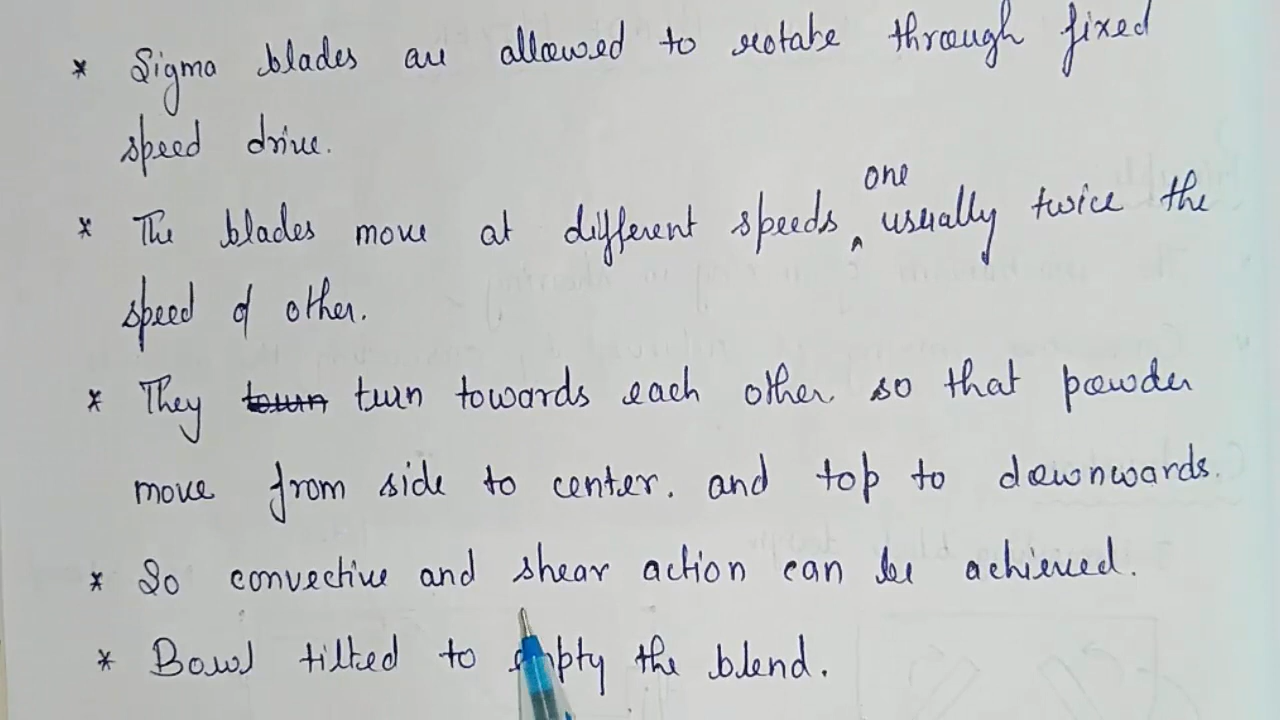 * Sigma blades are allowed to rotate through fixed
speed drive.
* The blades move at different speeds, one usually twice the
speed of other.
* They turn towards each other. so that powder
move from side to center. and top to downwards.
* So convective and shear action can be achieved.
* Bowl tilted to empty the blend.